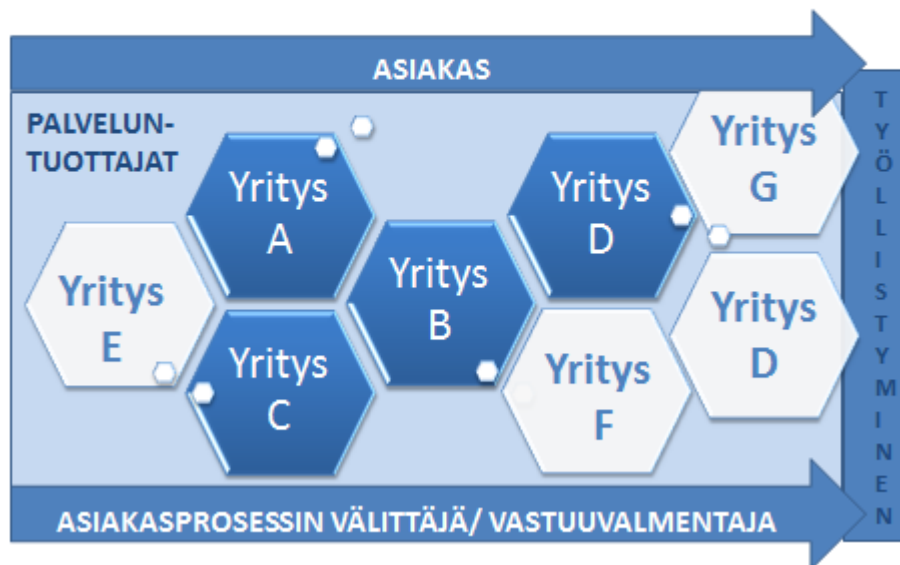 ASIAKAS
PALVELUN-
TUOTTAJAT
Yritys
A
Yritys
D
Yritys
G
Yritys
E
Yritys
B
Yritys
C
Yritys
F
Yritys
D
TYÖLLISTYMINEN
ASIAKASPROSESSIN VÄLITTÄJÄ/ VASTUUVALMENTAJA